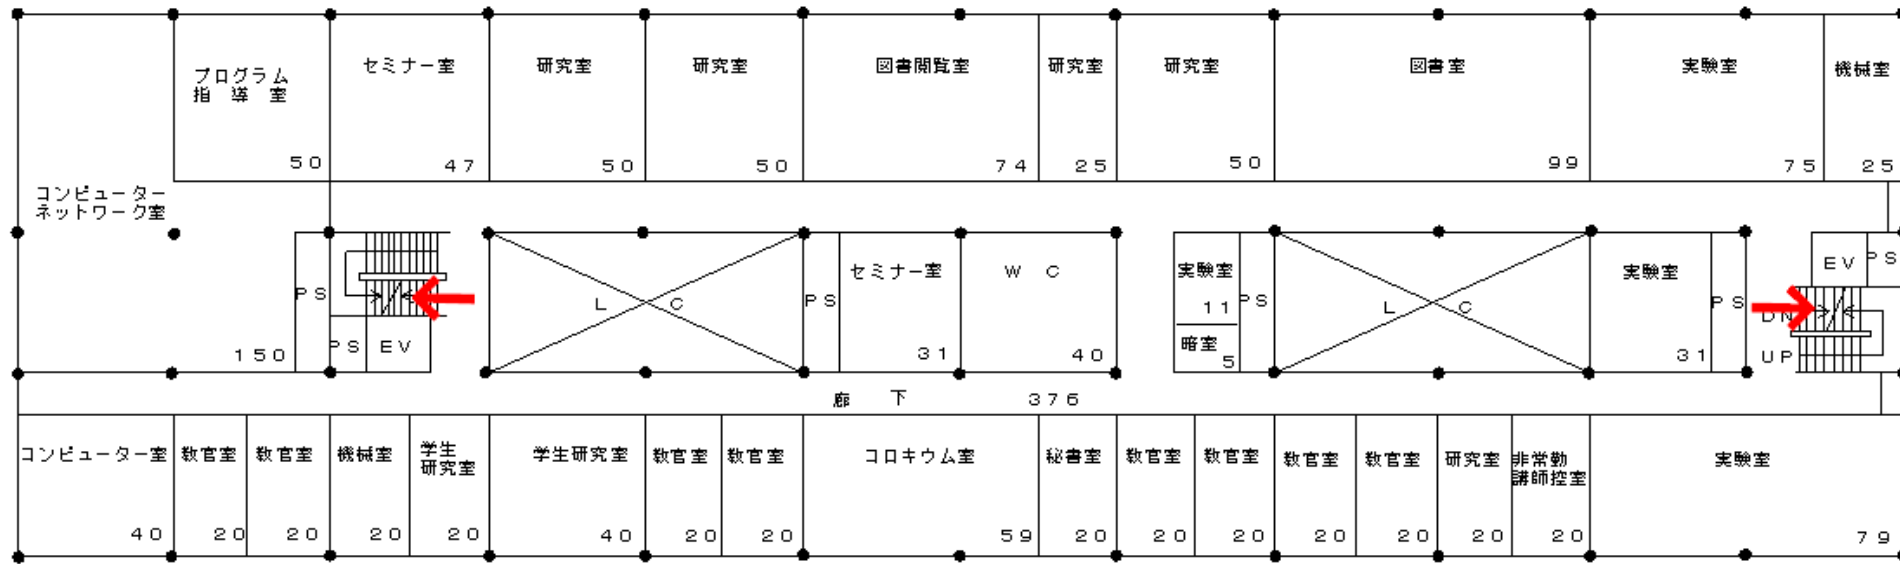 プログラム
指 導 室
セミナー室
研究室
研究室
図書閲覧室
研究室
研究室
図書室
実験室
機械室
50
47
50
50
74
25
50
99
75
25
コンピューター
ネットワーク室
150
PS
PS
EV
L C
PS
セミナー室
31
W C
40
実験室
11
暗室
5
PS
L C
実験室
31
PS
EV
PS
DN
UP
廊 下 376
コンピューター室
教官室
教官室
機械室
学生
研究室
学生研究室
教官室
教官室
コロキウム室
秘書室
教官室
教官室
教官室
教官室
研究室
非常勤
講師控室
実験室
40
20
20
20
20
40
20
20
59
20
20
20
20
20
20
20
79